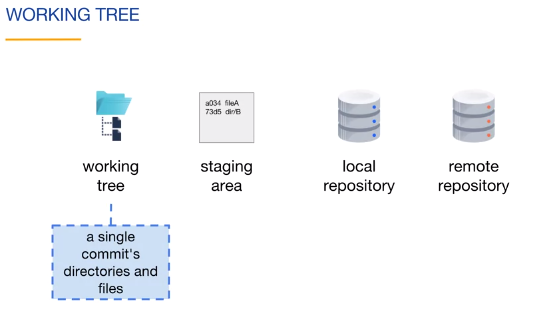 WORKING TREE
a034 fileA
73d5 dir/B
working
tree
staging
area
local
repository
remote
repository
a single
commit's
directories and
files